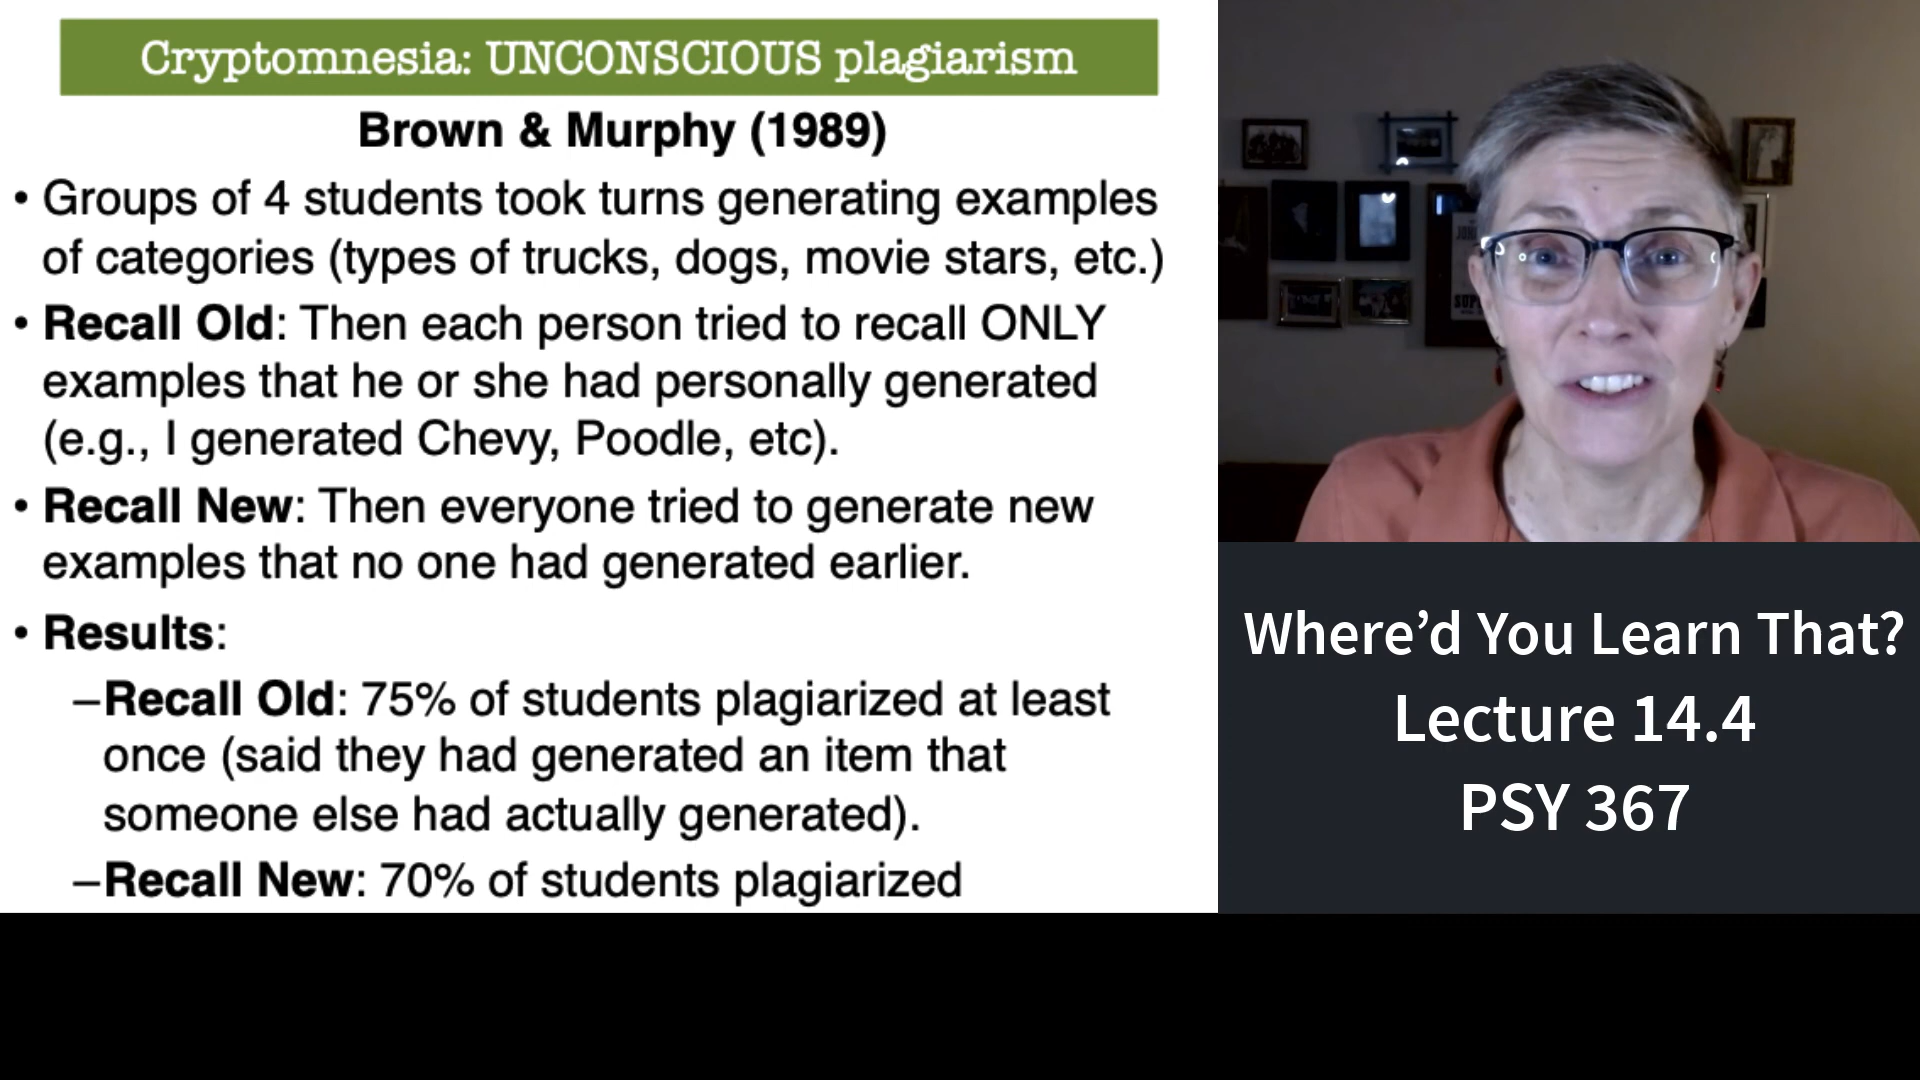 Cryptomnesia: UNCONSCIOUS plagiarism
Brown & Murphy (1989)
• Groups of 4 students took turns generating examples
of categories (types of trucks, dogs, movie stars, etc.)
• Recall Old: Then each person tried to recall ONLY
examples that he or she had personally generated
(e.g., I generated Chevy, Poodle, etc).
• Recall New: Then everyone tried to generate new
examples that no one had generated earlier.
• Results:
–Recall Old: 75% of students plagiarized at least
once (said they had generated an item that
someone else had actually generated).
–Recall New: 70% of students plagiarized
Where’d You Learn That?
Lecture 14.4
PSY 367